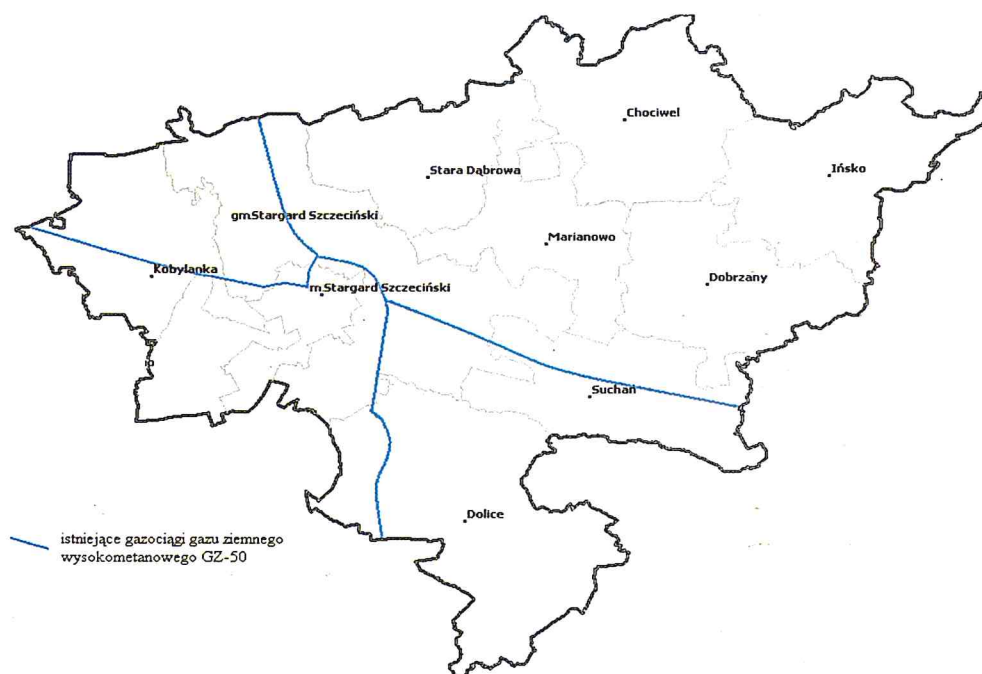 Chociwel
Stara Dąbrowa
Ińsko
gm.Stargard Szczeciński
Marianowo
Kobylanka
Dobrzany
m.Stargard Szczeciński
Suchań
Dolice
istniejące gazociągi gazu ziemnego
wysokometanowego GZ-50